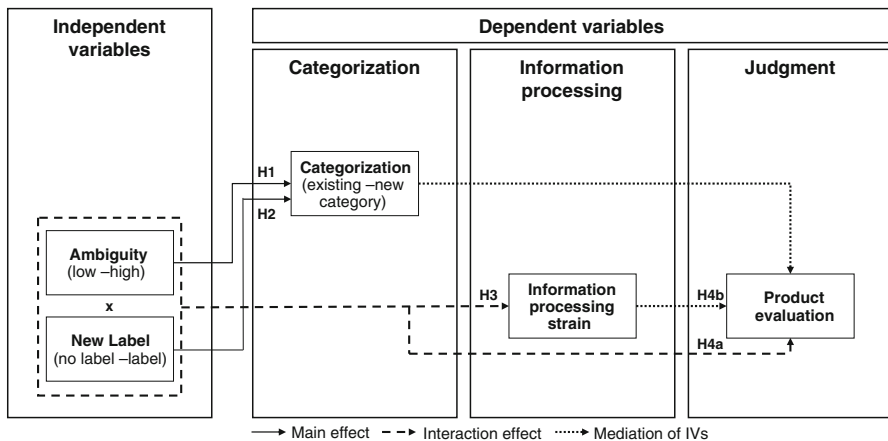 Independent
variables
Dependent variables
Categorization
Information
processing
Judgment
H1
H2
Categorization
(existing –new
category)
Ambiguity
(low –high)
x
New Label
(no label –label)
H3
Information
processing
strain
H4b
H4a
Product
evaluation
Main effect
Interaction effect
Mediation of IVs